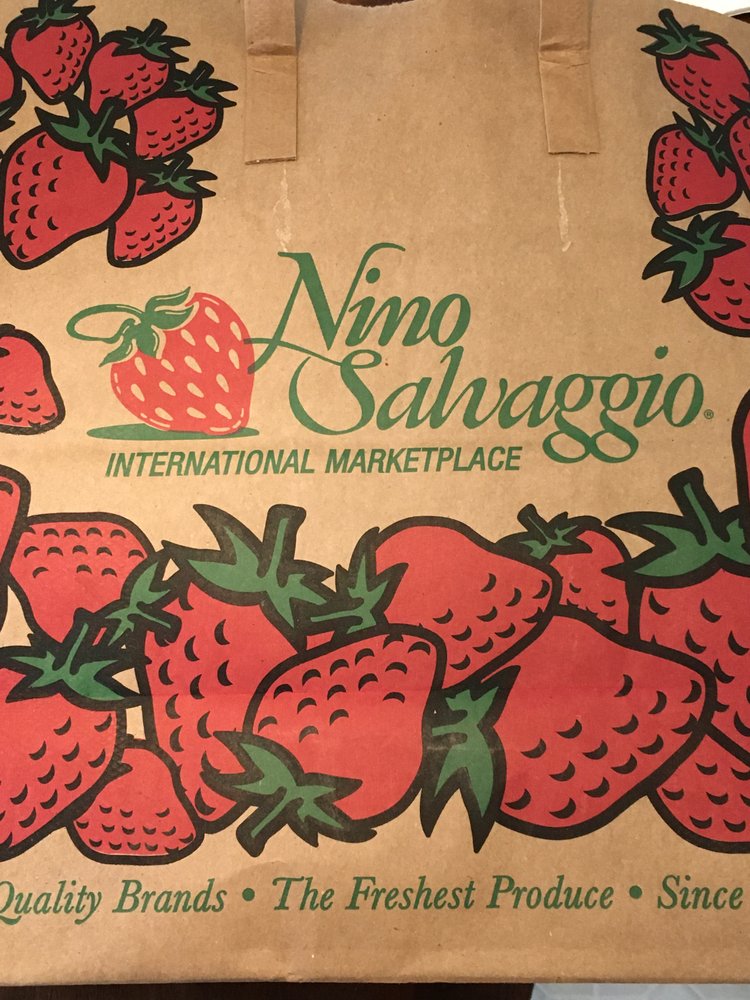 Nino
Salvaggio®
INTERNATIONAL MARKETPLACE
Quality Brands • The Freshest Produce • Since